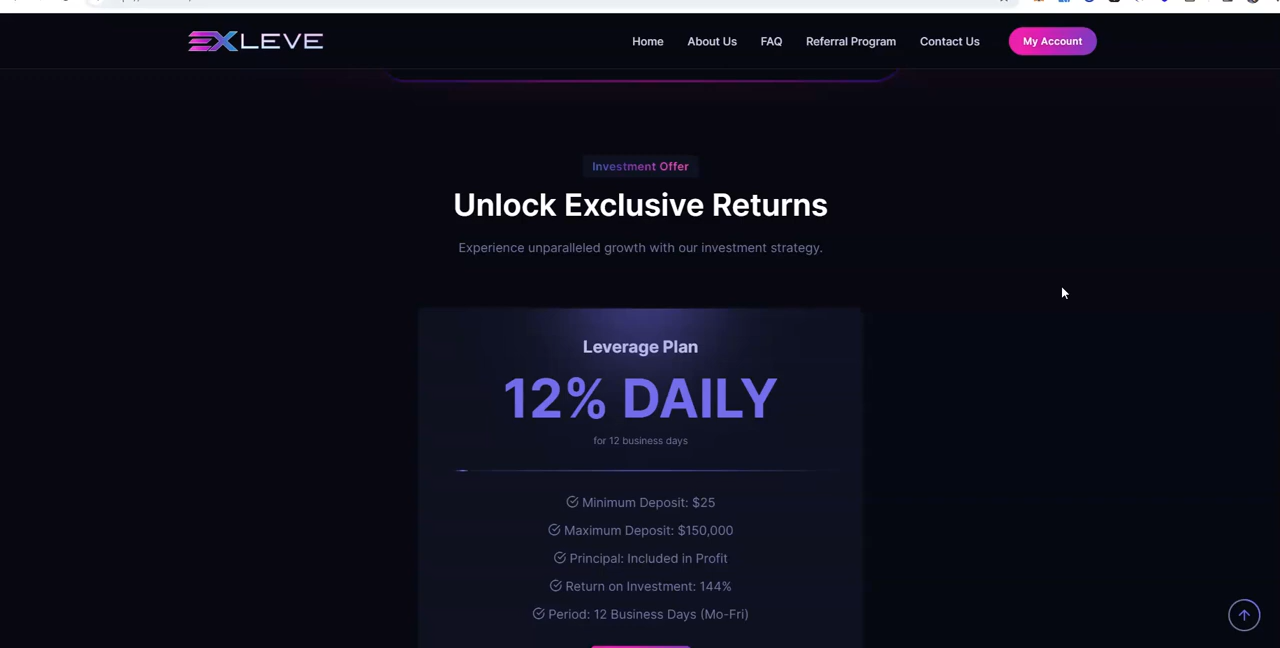 EXLEVE
Home
About Us
FAQ
Referral Program
Contact Us
My Account
Investment Offer
Unlock Exclusive Returns
Experience unparalleled growth with our investment strategy.
Leverage Plan
12% DAILY
for 12 business days
Minimum Deposit: $25
Maximum Deposit: $150,000
Principal: Included in Profit
Return on Investment: 144%
Period: 12 Business Days (Mo-Fri)